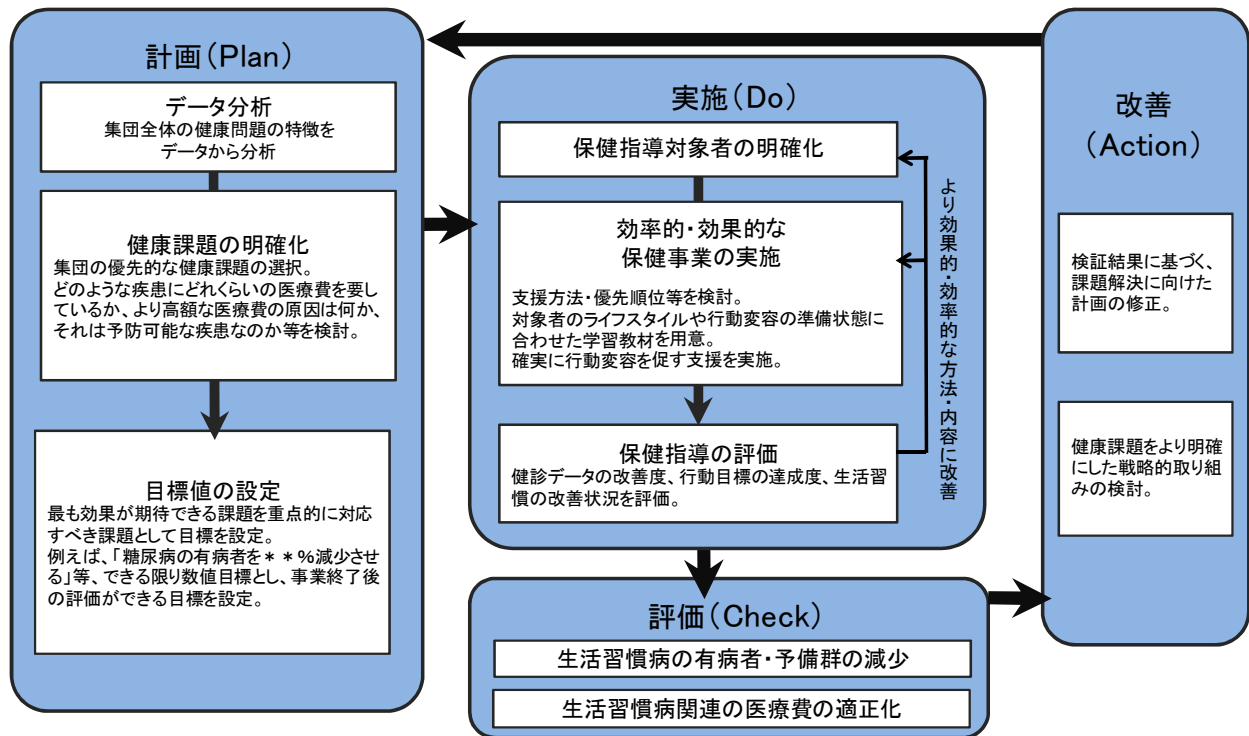 計画(Plan)
データ分析
集団全体の健康問題の特徴を
データから分析
健康課題の明確化
集団の優先的な健康課題の選択。
どのような疾患にどれくらいの医療費を要し
ているか、より高額な医療費の原因は何か、
それは予防可能な疾患なのか等を検討。
目標値の設定
最も効果が期待できる課題を重点的に対応
すべき課題として目標を設定。
例えば、「糖尿病の有病者を＊＊%減少させ
る」等、できる限り数値目標とし、事業終了後
の評価ができる目標を設定。
実施(Do)
保健指導対象者の明確化
効率的・効果的な
保健事業の実施
支援方法・優先順位等を検討。
対象者のライフスタイルや行動変容の準備状態に
合わせた学習教材を用意。
確実に行動変容を促す支援を実施。
保健指導の評価
健診データの改善度、行動目標の達成度、生活習
慣の改善状況を評価。
より効果的・効率的な方法・内容に改善
評価(Check)
生活習慣病の有病者・予備群の減少
生活習慣病関連の医療費の適正化
改善
(Action)
検証結果に基づく、
課題解決に向けた
計画の修正。
健康課題をより明確
にした戦略的取り組
みの検討。